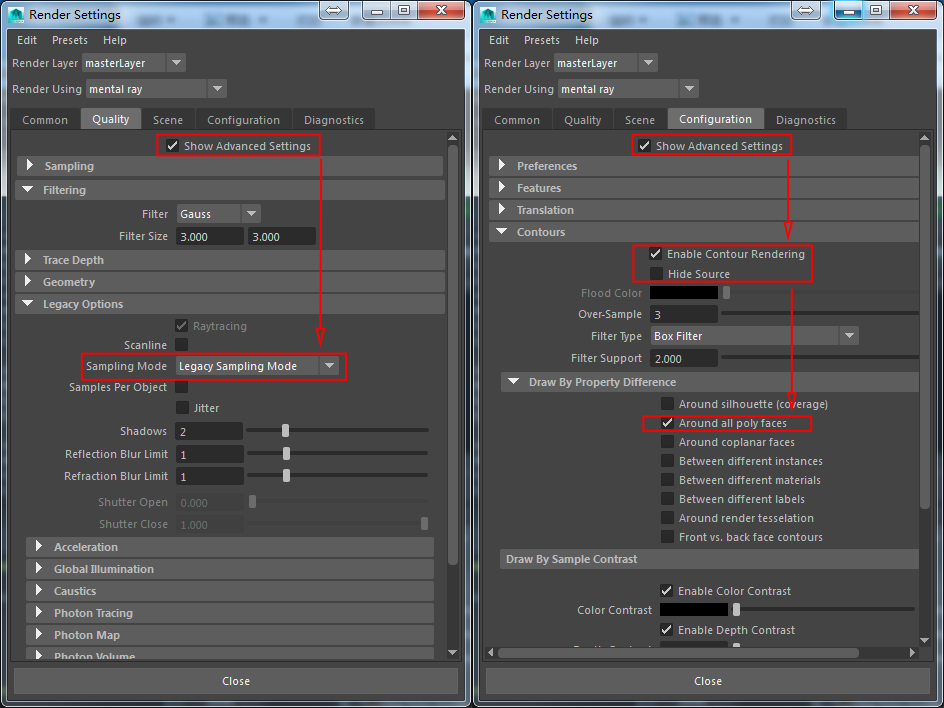 Render Settings
Edit Presets Help
Render Layer masterLayer
Render Using mental ray
Common Quality Scene Configuration Diagnostics
Show Advanced Settings
Sampling
Filtering
Filter Gauss
Filter Size 3.000 3.000
Trace Depth
Geometry
Legacy Options
Raytracing
Scanline
Sampling Mode Legacy Sampling Mode
Samples Per Object
Jitter
Shadows 2
Reflection Blur Limit 1
Refraction Blur Limit 1
Shutter Open 0.000
Shutter Close 1.000
Acceleration
Global Illumination
Caustics
Photon Tracing
Photon Map
Photon Volume
Close
Render Settings
Edit Presets Help
Render Layer masterLayer
Render Using mental ray
Common Quality Scene Configuration Diagnostics
Show Advanced Settings
Preferences
Features
Translation
Contours
Enable Contour Rendering
Hide Source
Flood Color
Over-Sample 3
Filter Type Box Filter
Filter Support 2.000
Draw By Property Difference
Around silhouette (coverage)
Around all poly faces
Around coplanar faces
Between different instances
Between different materials
Between different labels
Around render tesselation
Front vs. back face contours
Draw By Sample Contrast
Enable Color Contrast
Color Contrast
Enable Depth Contrast
Depth Contrast
Close